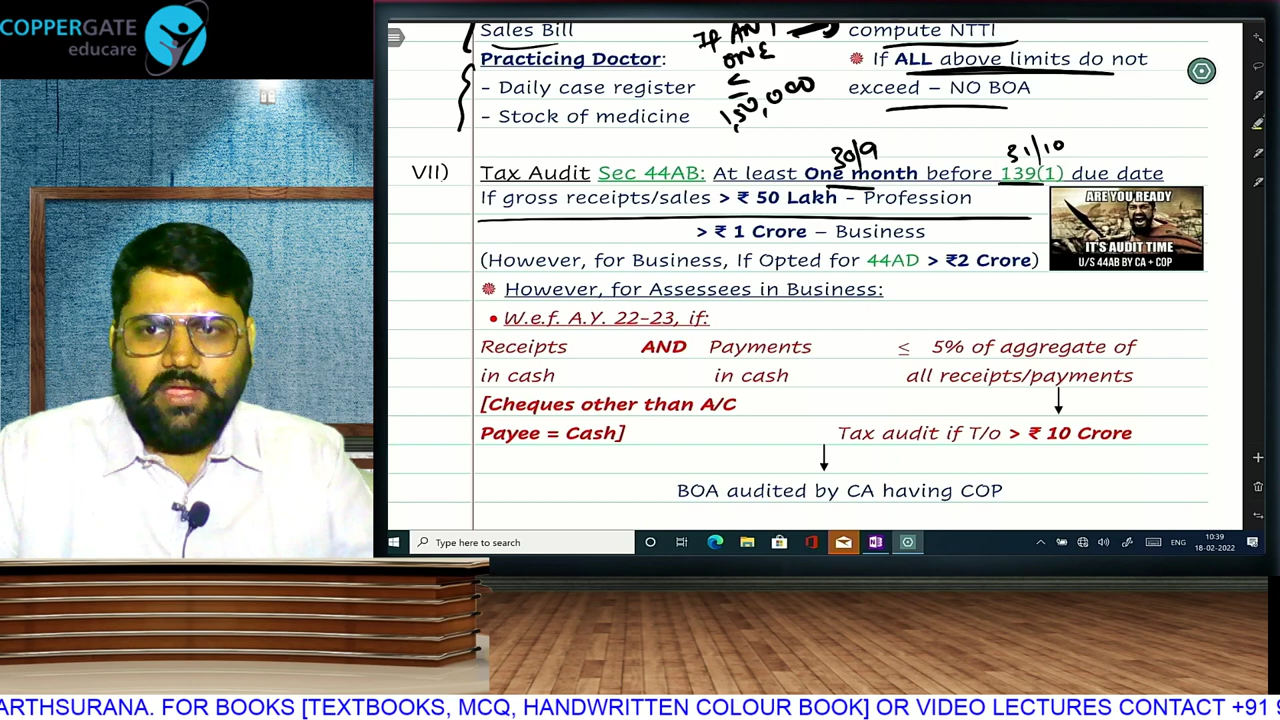 COPPERGATE
educare
Sales Bill
If ANY
ONE
<
1,50,000
compute NTTI
Practicing Doctor:
If ALL above limits do not
- Daily case register
exceed – NO BOA
- Stock of medicine
30/9
31/10
VII) Tax Audit Sec 44AB: At least One month before 139(1) due date
If gross receipts/sales > ₹ 50 Lakh - Profession
> ₹ 1 Crore – Business
(However, for Business, If Opted for 44AD > ₹2 Crore)
ARE YOU READY
IT'S AUDIT TIME
U/S 44AB BY CA + COP
However, for Assessees in Business:
• W.e.f. A.Y. 22-23, if:
Receipts AND Payments ≤ 5% of aggregate of
in cash in cash all receipts/payments
[Cheques other than A/C
Payee = Cash] Tax audit if T/o > ₹ 10 Crore
BOA audited by CA having COP
Type here to search
ENG
10:39
18-02-2022
ARTHSURANA. FOR BOOKS [TEXTBOOKS, MCQ, HANDWRITTEN COLOUR BOOK] OR VIDEO LECTURES CONTACT +91 9